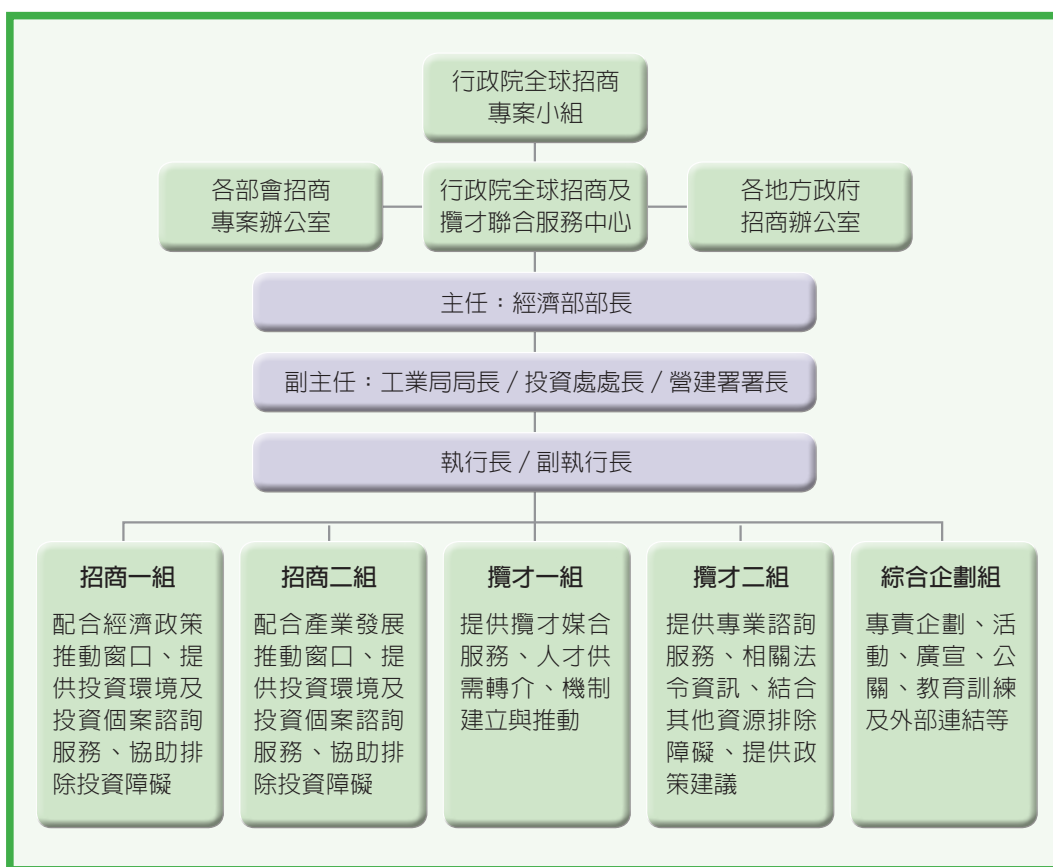 行政院全球招商
專案小組
各部會招商
專案辦公室
行政院全球招商及
攬才聯合服務中心
各地方政府
招商辦公室
主任：經濟部部長
副主任：工業局局長 / 投資處處長 / 營建署署長
執行長 / 副執行長
招商一組
配合經濟政策
推動窗口、提
供投資環境及
投資個案諮詢
服務、協助排
除投資障礙
招商二組
配合產業發展
推動窗口、提
供投資環境及
投資個案諮詢
服務、協助排
除投資障礙
攬才一組
提供攬才媒合
服務、人才供
需轉介、機制
建立與推動
攬才二組
提供專業諮詢
服務、相關法
令資訊、結合
其他資源排除
障礙、提供政
策建議
綜合企劃組
專責企劃、活
動、廣宣、公
關、教育訓練
及外部連結等